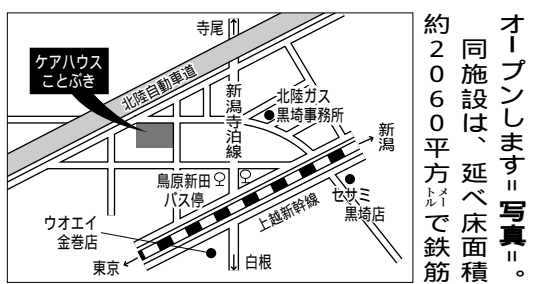 オープンします＝写真＝。
同施設は、延べ床面積
約２０６０平方メートルで鉄筋
寺尾
ケアハウス
ことぶき
北陸自動車道
新潟寺泊線
北陸ガス
黒埼事務所
新潟
鳥原新田
バス停
セサミ
黒埼店
上越新幹線
ウオエイ
金巻店
東京
白根